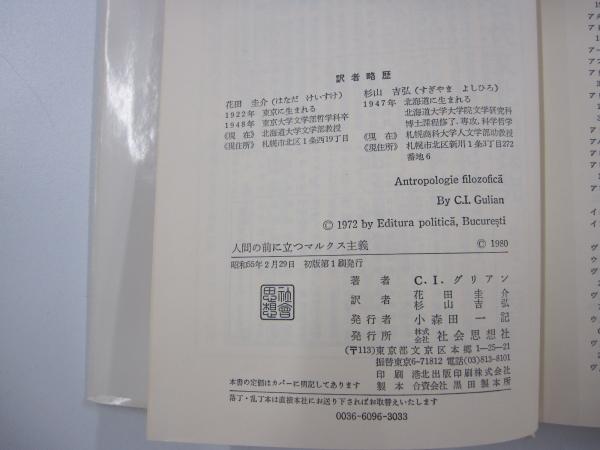 訳者略歴
花田 圭介(はなだ けいすけ)
1922年 東京に生まれる
1948年 東京大学文学部哲学科卒
《現 在》 北海道大学文学部教授
《現住所》 札幌市北区1条西19丁目
杉山 吉弘(すぎやま よしひろ)
1947年 北海道に生まれる
北海道大学大学院文学研究科
博士課程修了、専攻、科学哲学
《現 在》 札幌商科大学人文学部助教授
《現住所》 札幌市北区新川1条3丁目272
番地6
Antropologie filozofică
By C.I. Gulian
© 1972 by Editura politică, Bucureşti
人間の前に立つマルクス主義 © 1980
昭和55年2月29日 初版第1刷発行
著者 C.I.グリアン
訳者 花田圭介
杉山吉弘
発行者 小森田一記
発行所 株式会社 社会思想社
(〒113)東京都文京区本郷1—25—21
振替東京6-71812 電話(03)813-8101
印刷 港北出版印刷株式会社
製本 合資会社 黒田製本所
社會思想
本書の定価はカバーに明記してあります
落丁・乱丁本は直接本社にお送り下さればお取替えいたします
0036-6096-3033